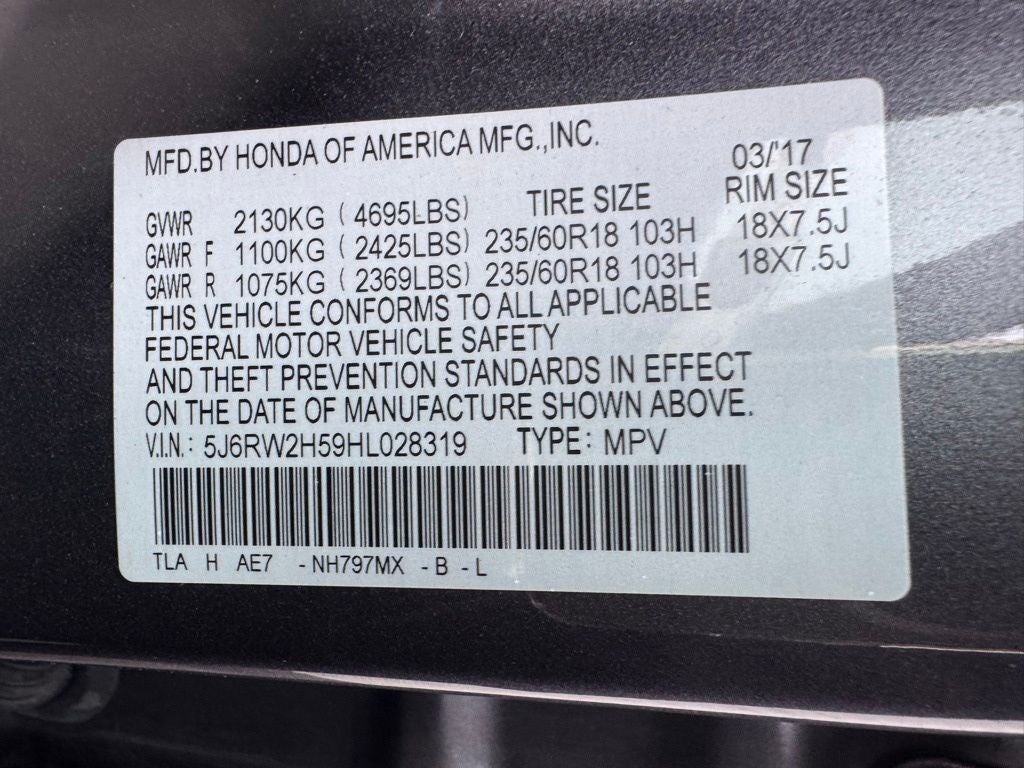 MFD.BY HONDA OF AMERICA MFG.,INC. 03/'17
TIRE SIZE RIM SIZE
GVWR 2130KG ( 4695LBS)
GAWR F 1100KG ( 2425LBS) 235/60R18 103H 18X7.5J
GAWR R 1075KG ( 2369LBS) 235/60R18 103H 18X7.5J
THIS VEHICLE CONFORMS TO ALL APPLICABLE
FEDERAL MOTOR VEHICLE SAFETY
AND THEFT PREVENTION STANDARDS IN EFFECT
ON THE DATE OF MANUFACTURE SHOWN ABOVE.
V.I.N.: 5J6RW2H59HL028319 TYPE: MPV
TLA H AE7 -NH797MX -B -L